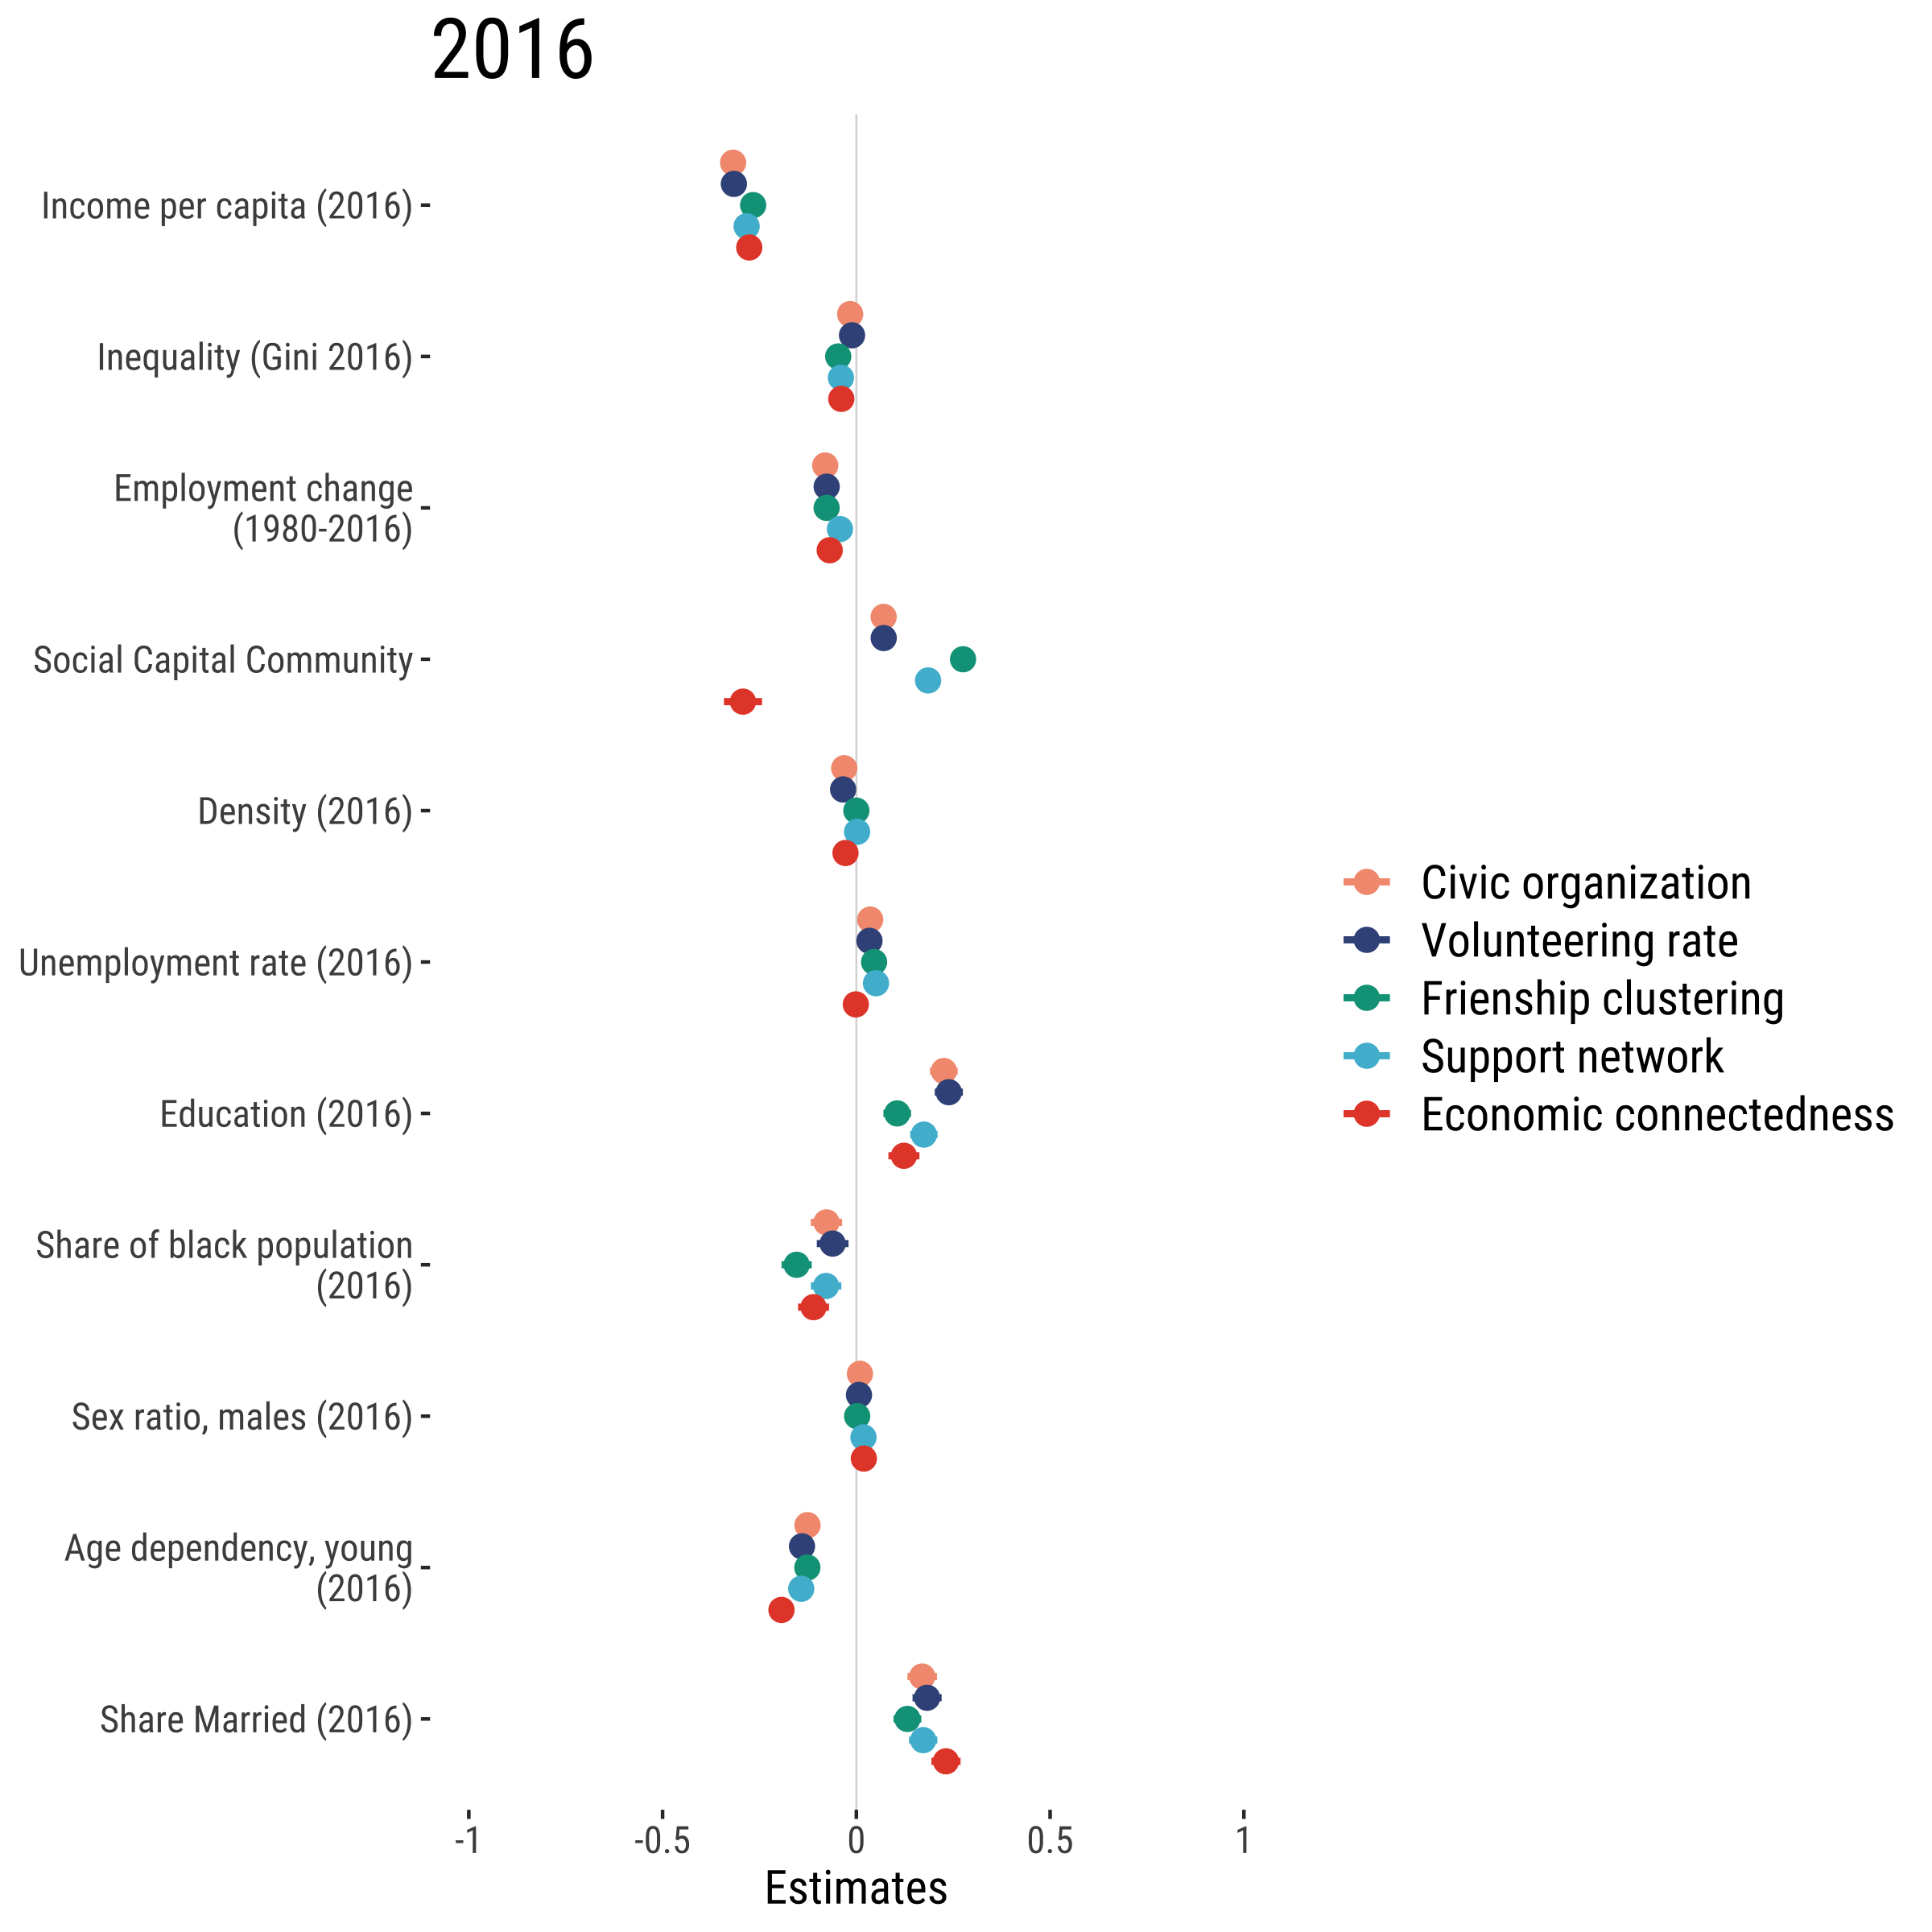 2016
Income per capita (2016)
Inequality (Gini 2016)
Employment change
(1980-2016)
Social Capital Community
Density (2016)
Unemployment rate (2016)
Education (2016)
Share of black population
(2016)
Sex ratio, males (2016)
Age dependency, young
(2016)
Share Married (2016)
-1
-0.5
0
0.5
1
Estimates
Civic organization
Volunteering rate
Frienship clustering
Support network
Economic connectedness